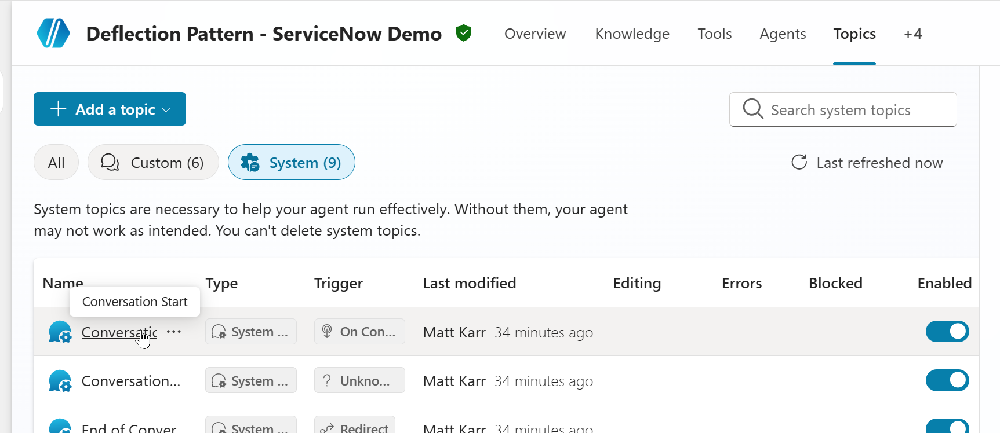 Deflection Pattern - ServiceNow Demo Overview Knowledge Tools Agents Topics +4
Add a topic
Search system topics
All Custom (6) System (9) Last refreshed now
System topics are necessary to help your agent run effectively. Without them, your agent
may not work as intended. You can't delete system topics.
Name Type Trigger Last modified Editing Errors Blocked Enabled
Conversation Start
Conversatic ... System ... On Con... Matt Karr 34 minutes ago
Conversation... System ... Unkno... Matt Karr 34 minutes ago
End of Conver... System ... Redirect Matt Karr 34 minutes ago